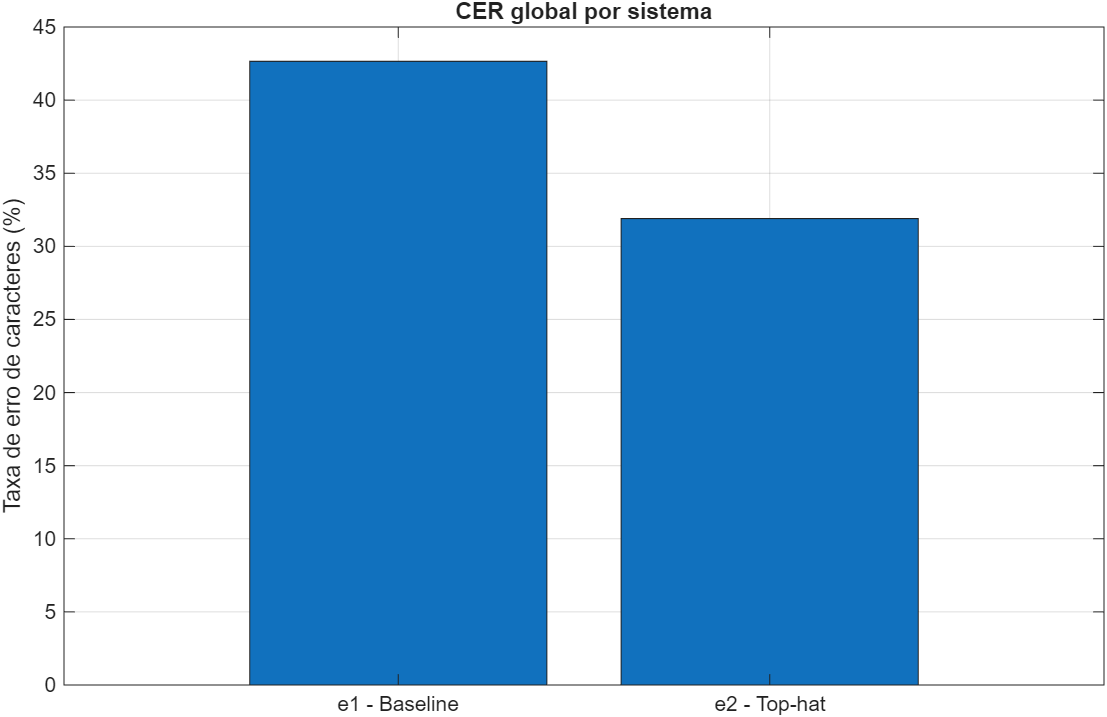 CER global por sistema
Taxa de erro de caracteres (%)
45
40
35
30
25
20
15
10
5
0
e1 - Baseline
e2 - Top-hat